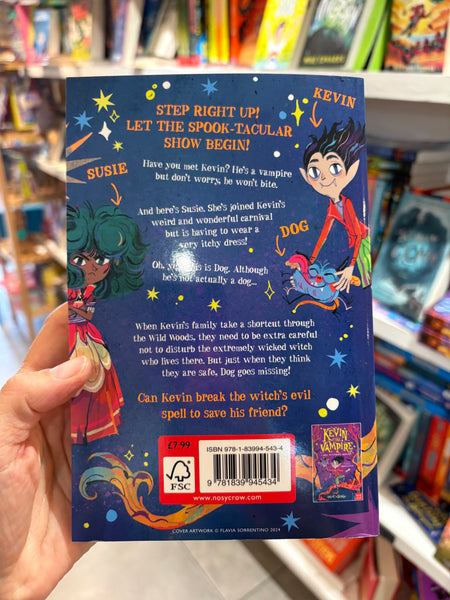 STEP RIGHT UP!
LET THE SPOOK-TACULAR
SHOW BEGIN!
KEVIN
Have you met Kevin? He's a vampire
but don't worry, he won't bite.
SUSIE
And here's Susie. She's joined Kevin's
weird and wonderful carnival
but is having to wear a
very itchy dress!
DOG
Oh, this is Dog. Although
he's not actually a dog...
When Kevin's family take a shortcut through
the Wild Woods, they need to be extra careful
not to disturb the extremely wicked witch
who lives there. But just when they think
they are safe, Dog goes missing!
Can Kevin break the witch's evil
spell to save his friend?
£7.99
FSC
ISBN 978-1-83994-543-4
9 781839 945434
www.nosycrow.com
KEVIN
THE
VAMPIRE
COVER ARTWORK © FLAVIA SORRENTINO 2024